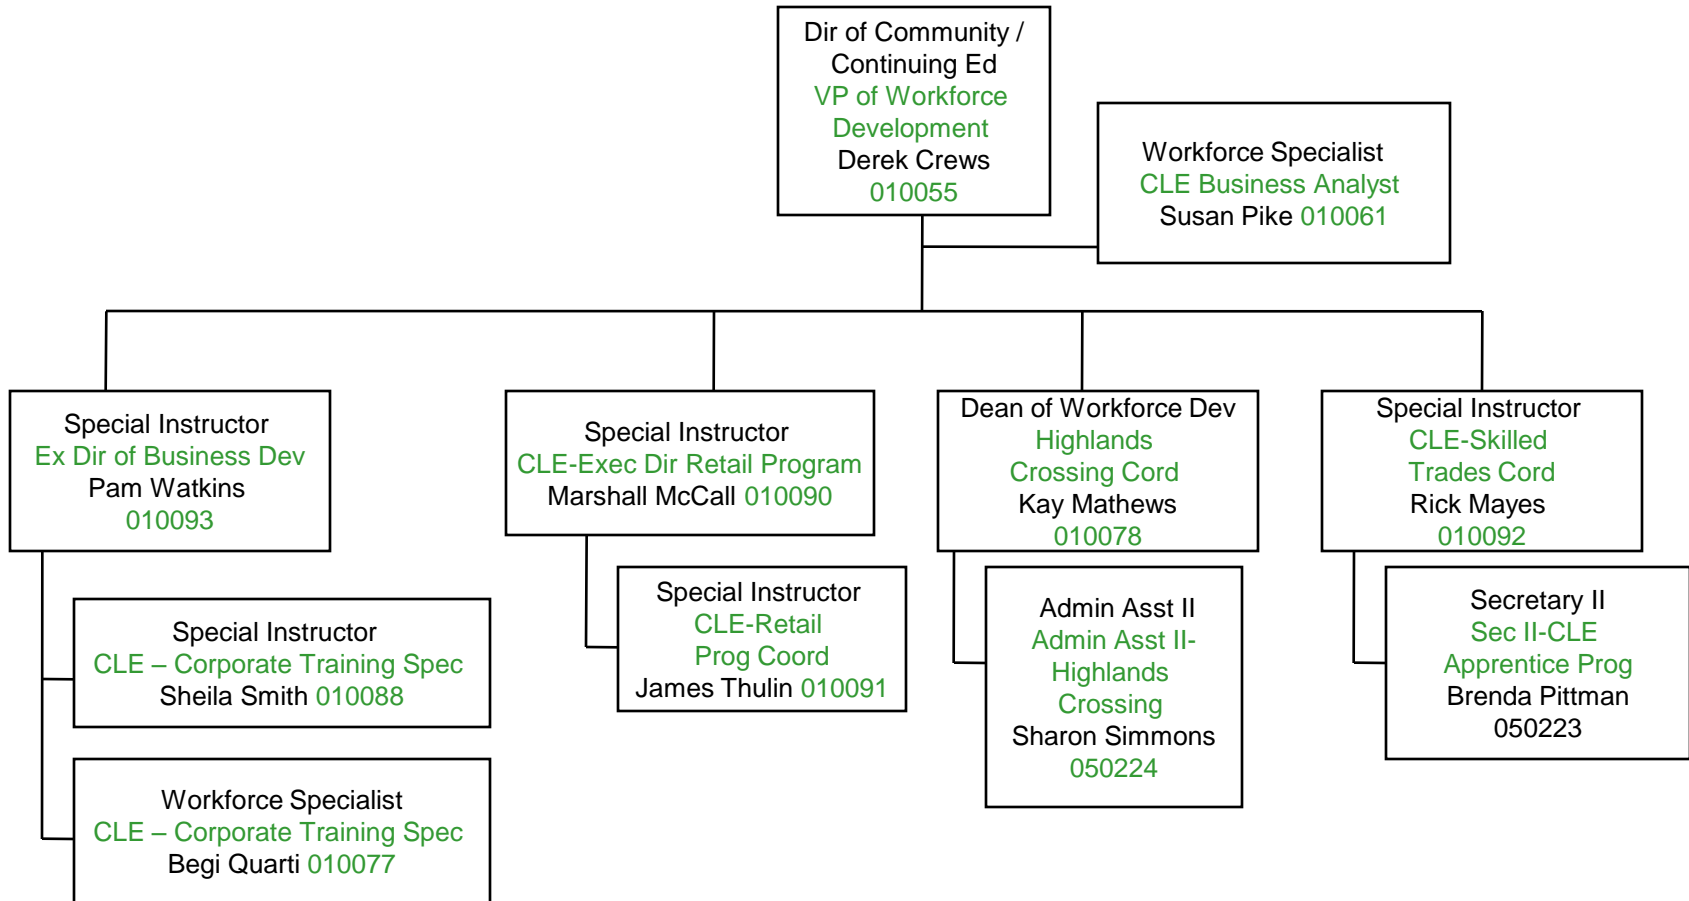 Dir of Community /
Continuing Ed
VP of Workforce
Development
Derek Crews
010055
Workforce Specialist
CLE Business Analyst
Susan Pike 010061
Special Instructor
Ex Dir of Business Dev
Pam Watkins
010093
Special Instructor
CLE-Exec Dir Retail Program
Marshall McCall 010090
Dean of Workforce Dev
Highlands
Crossing Cord
Kay Mathews
010078
Special Instructor
CLE-Skilled
Trades Cord
Rick Mayes
010092
Special Instructor
CLE – Corporate Training Spec
Sheila Smith 010088
Special Instructor
CLE-Retail
Prog Coord
James Thulin 010091
Admin Asst II
Admin Asst II-
Highlands
Crossing
Sharon Simmons
050224
Secretary II
Sec II-CLE
Apprentice Prog
Brenda Pittman
050223
Workforce Specialist
CLE – Corporate Training Spec
Begi Quarti 010077